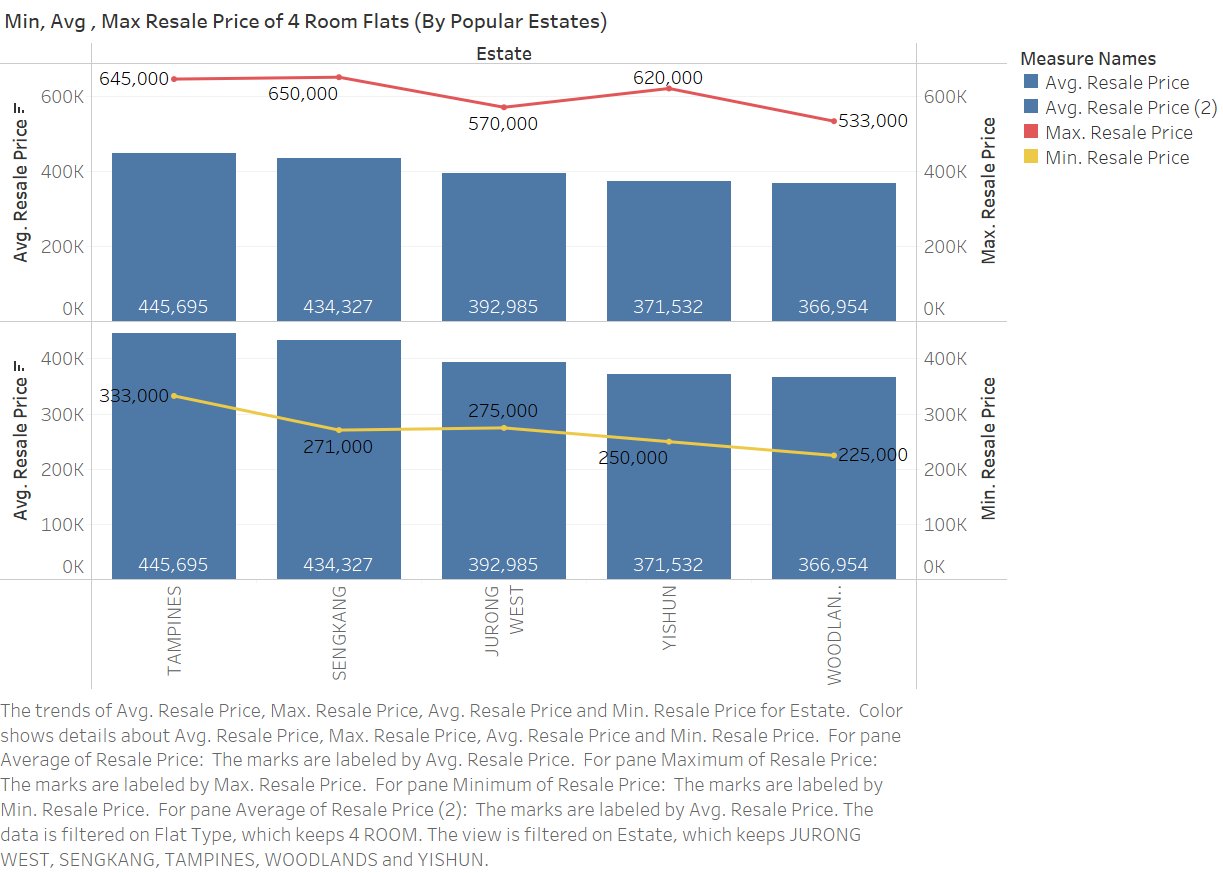 Min, Avg , Max Resale Price of 4 Room Flats (By Popular Estates)
Estate
Measure Names
Avg. Resale Price
Avg. Resale Price (2)
Max. Resale Price
Min. Resale Price
Avg. Resale Price
600K
400K
200K
0K
645,000
650,000
570,000
620,000
533,000
445,695
434,327
392,985
371,532
366,954
600K
400K
200K
0K
Max. Resale Price
Avg. Resale Price
400K
300K
200K
100K
0K
333,000
271,000
275,000
250,000
225,000
445,695
434,327
392,985
371,532
366,954
400K
300K
200K
100K
0K
Min. Resale Price
TAMPINES
SENGKANG
JURONG
WEST
YISHUN
WOODLAN..
The trends of Avg. Resale Price, Max. Resale Price, Avg. Resale Price and Min. Resale Price for Estate.  Color
shows details about Avg. Resale Price, Max. Resale Price, Avg. Resale Price and Min. Resale Price.  For pane
Average of Resale Price:  The marks are labeled by Avg. Resale Price.  For pane Maximum of Resale Price:
The marks are labeled by Max. Resale Price.  For pane Minimum of Resale Price:  The marks are labeled by
Min. Resale Price.  For pane Average of Resale Price (2):  The marks are labeled by Avg. Resale Price. The
data is filtered on Flat Type, which keeps 4 ROOM. The view is filtered on Estate, which keeps JURONG
WEST, SENGKANG, TAMPINES, WOODLANDS and YISHUN.